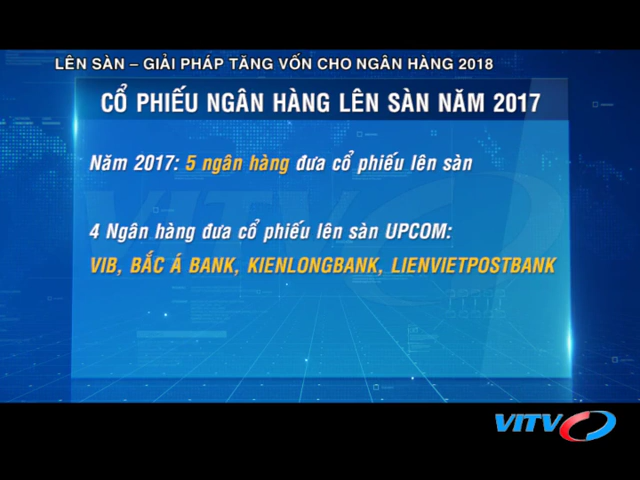 LÊN SÀN – GIẢI PHÁP TĂNG VỐN CHO NGÂN HÀNG 2018
CỔ PHIẾU NGÂN HÀNG LÊN SÀN NĂM 2017
Năm 2017: 5 ngân hàng đưa cổ phiếu lên sàn
4 Ngân hàng đưa cổ phiếu lên sàn UPCOM:
VIB, BẮC Á BANK, KIENLONGBANK, LIENVIETPOSTBANK
VITV